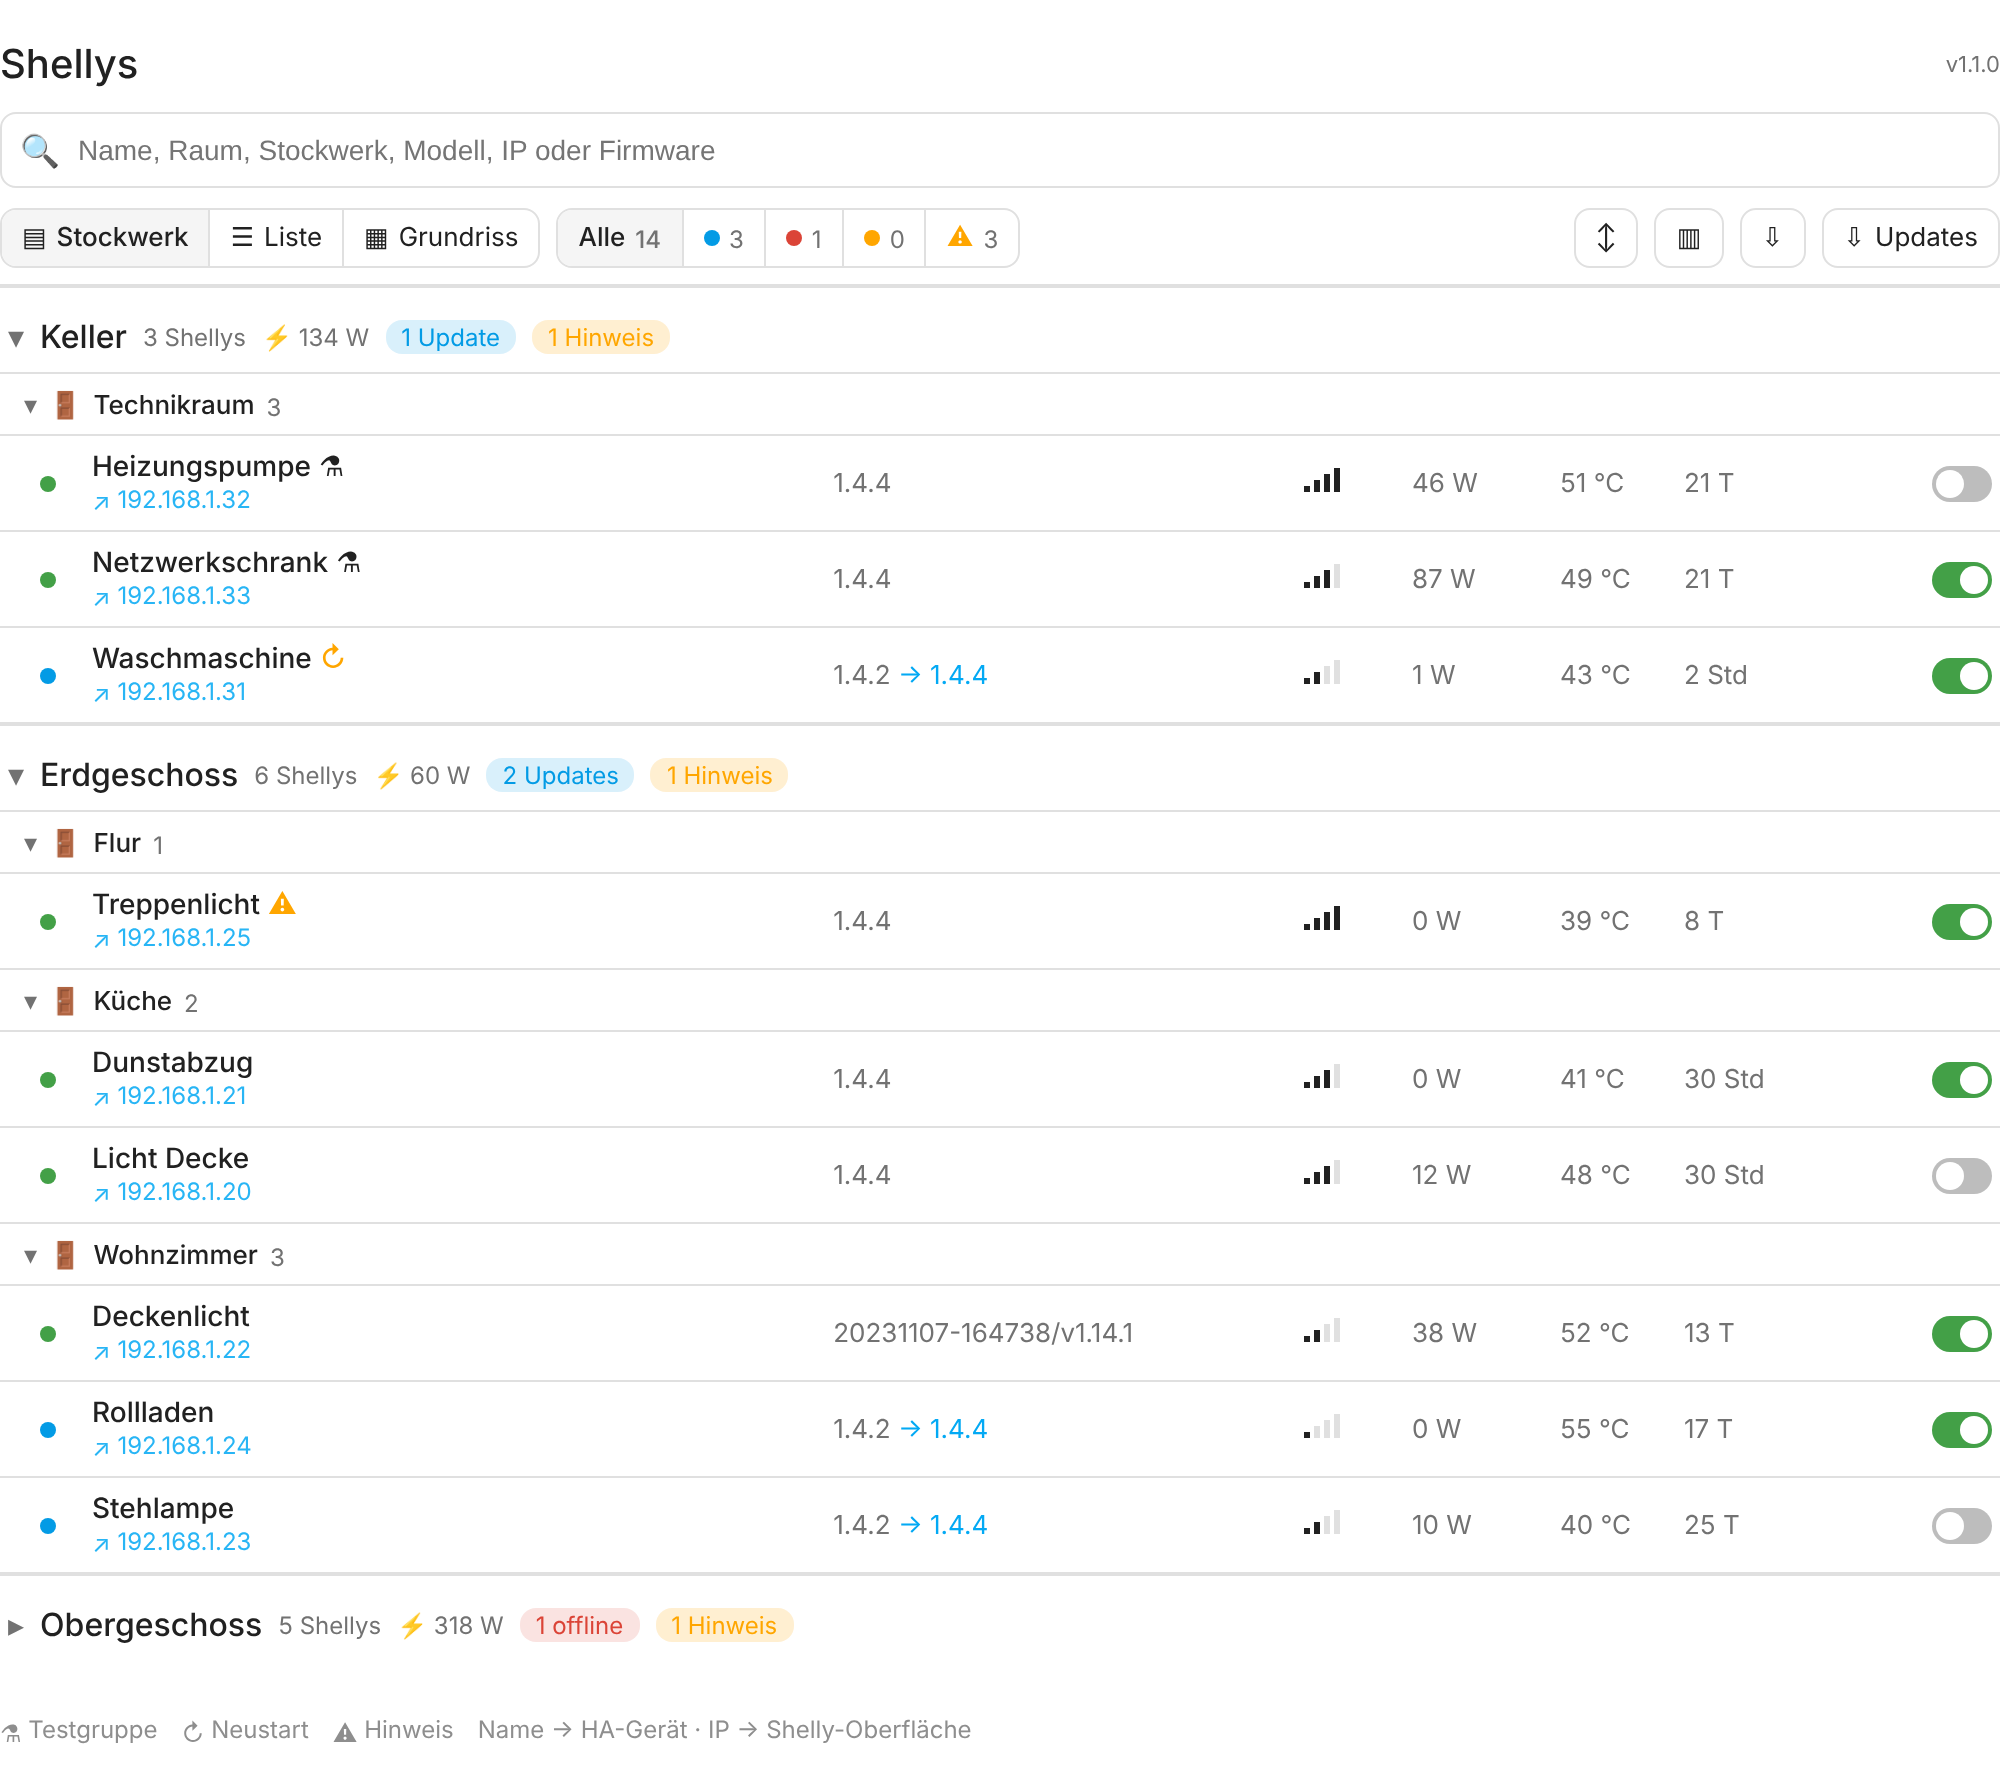 Shellys
v1.1.0
Name, Raum, Stockwerk, Modell, IP oder Firmware
Stockwerk Liste Grundriss Alle 14 3 1 0 3 Updates
Keller 3 Shellys ⚡ 134 W 1 Update 1 Hinweis
Technikraum 3
Heizungspumpe
↗ 192.168.1.32
1.4.4 46 W 51 °C 21 T
Netzwerkschrank
↗ 192.168.1.33
1.4.4 87 W 49 °C 21 T
Waschmaschine
↗ 192.168.1.31
1.4.2 → 1.4.4 1 W 43 °C 2 Std
Erdgeschoss 6 Shellys ⚡ 60 W 2 Updates 1 Hinweis
Flur 1
Treppenlicht
↗ 192.168.1.25
1.4.4 0 W 39 °C 8 T
Küche 2
Dunstabzug
↗ 192.168.1.21
1.4.4 0 W 41 °C 30 Std
Licht Decke
↗ 192.168.1.20
1.4.4 12 W 48 °C 30 Std
Wohnzimmer 3
Deckenlicht
↗ 192.168.1.22
20231107-164738/v1.14.1 38 W 52 °C 13 T
Rollladen
↗ 192.168.1.24
1.4.2 → 1.4.4 0 W 55 °C 17 T
Stehlampe
↗ 192.168.1.23
1.4.2 → 1.4.4 10 W 40 °C 25 T
Obergeschoss 5 Shellys ⚡ 318 W 1 offline 1 Hinweis
Testgruppe Neustart Hinweis Name → HA-Gerät · IP → Shelly-Oberfläche